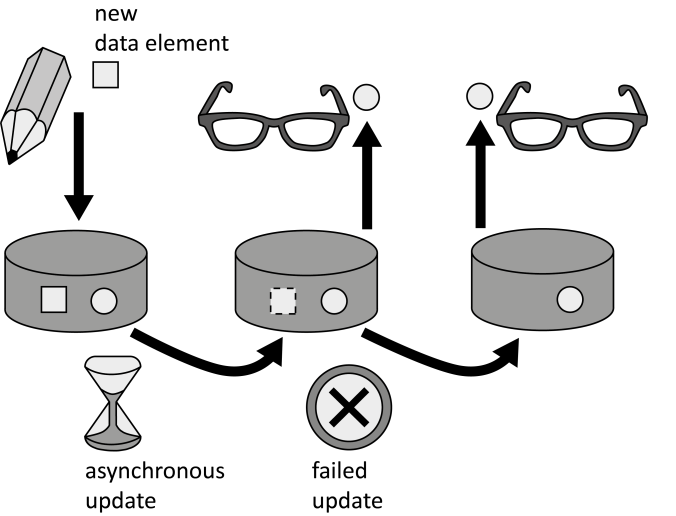 new
data element
asynchronous
update
failed
update